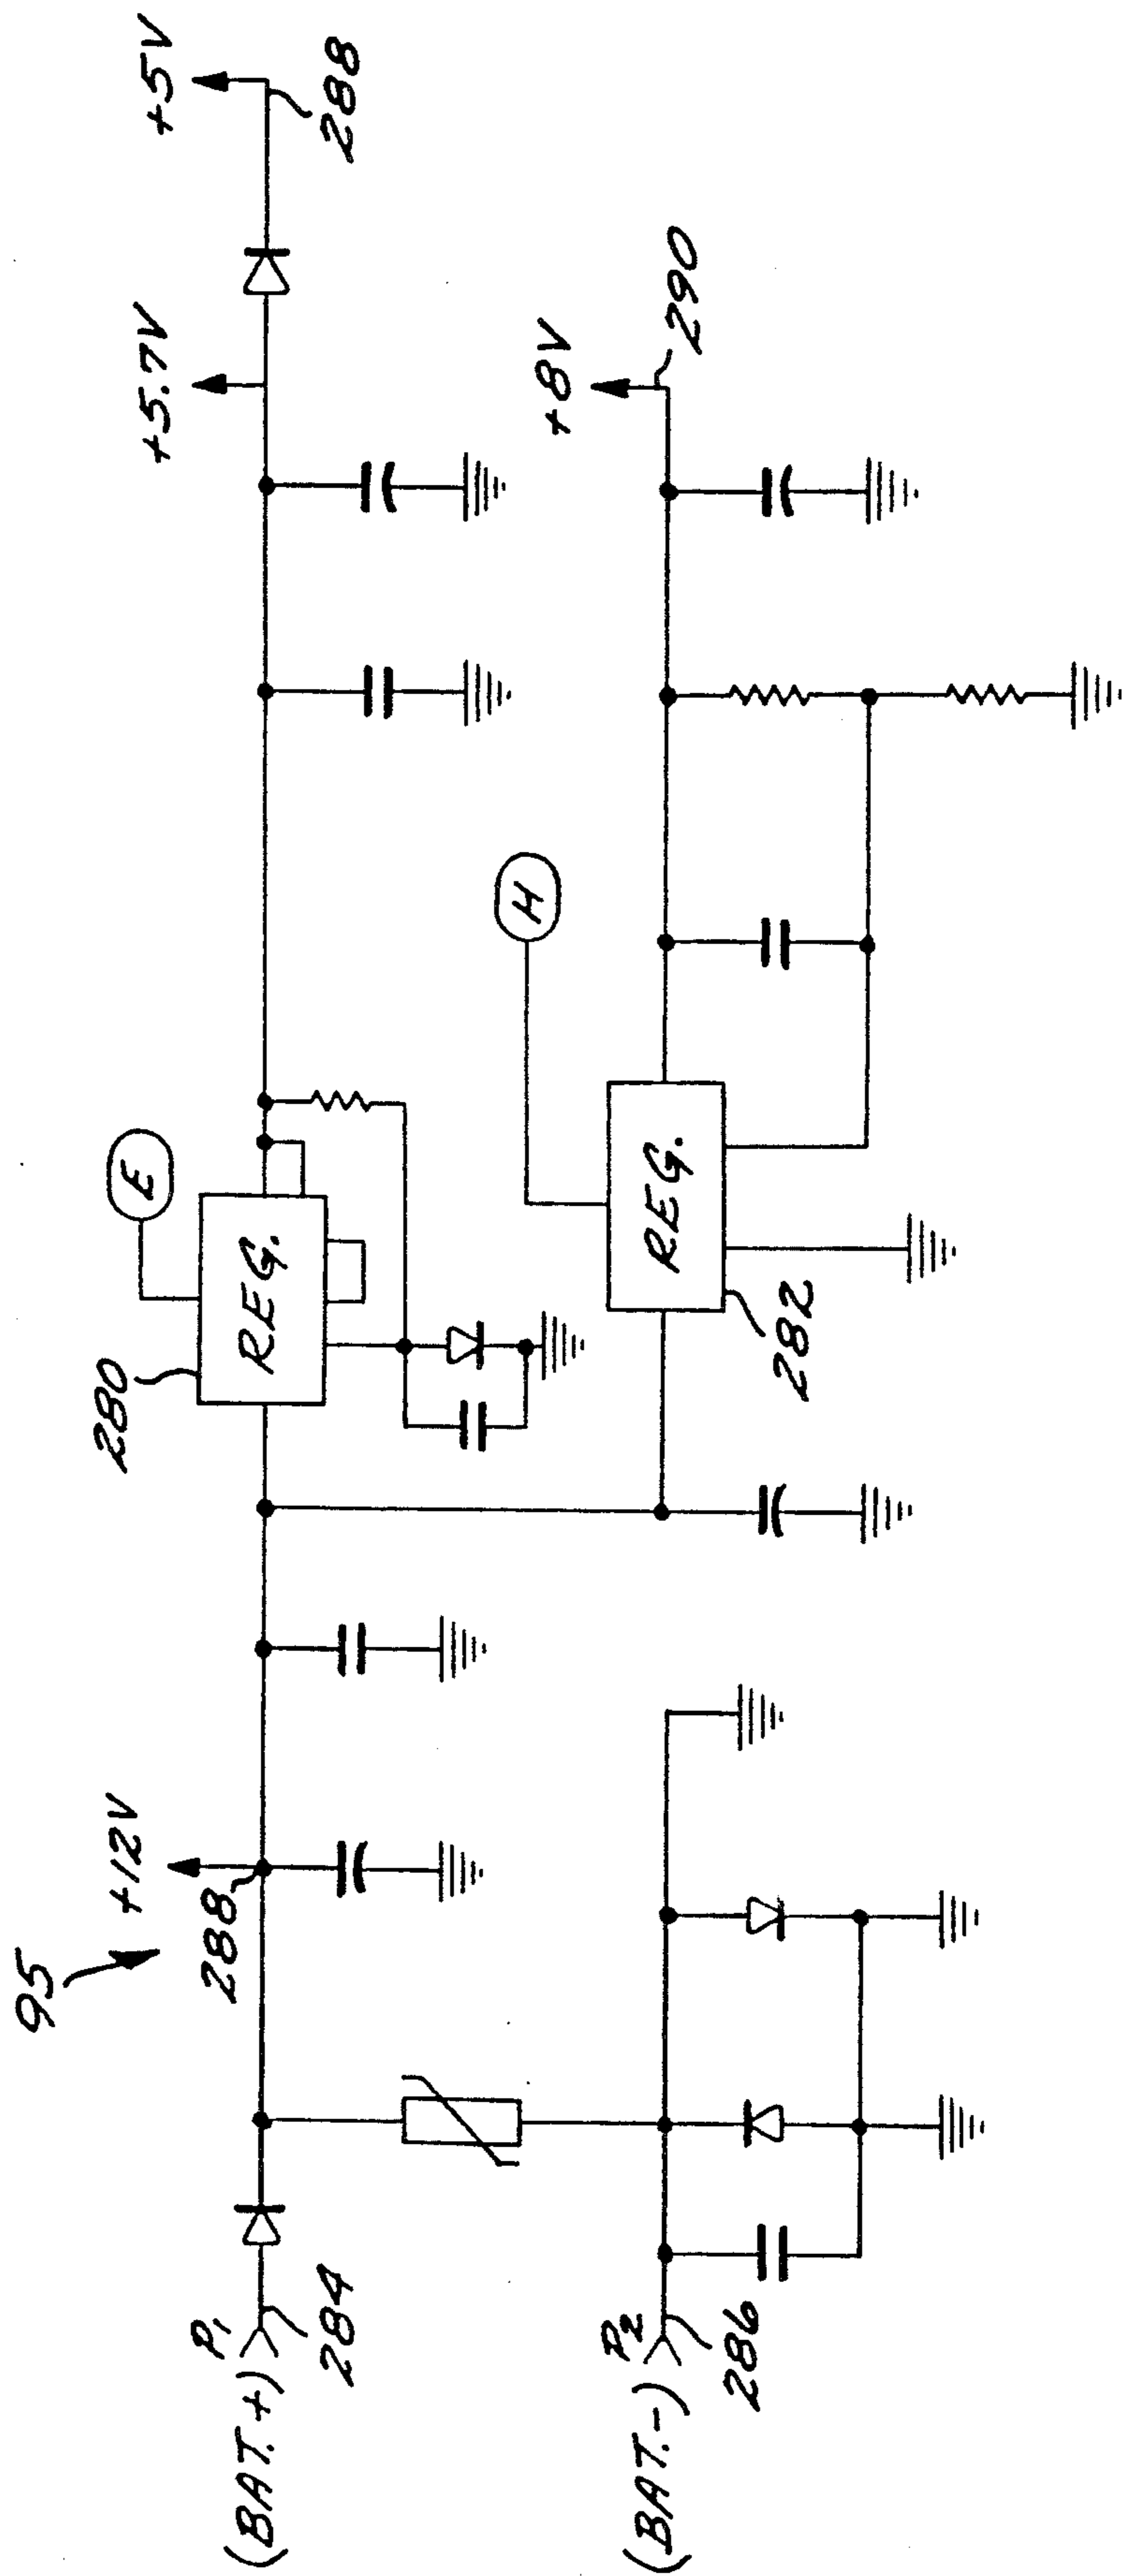 95
+12V
288
280
E
REG.
+5.7V
+5V
288
(BAT.+) P1
284
H
REG.
282
+8V
290
(BAT.-) P2
286